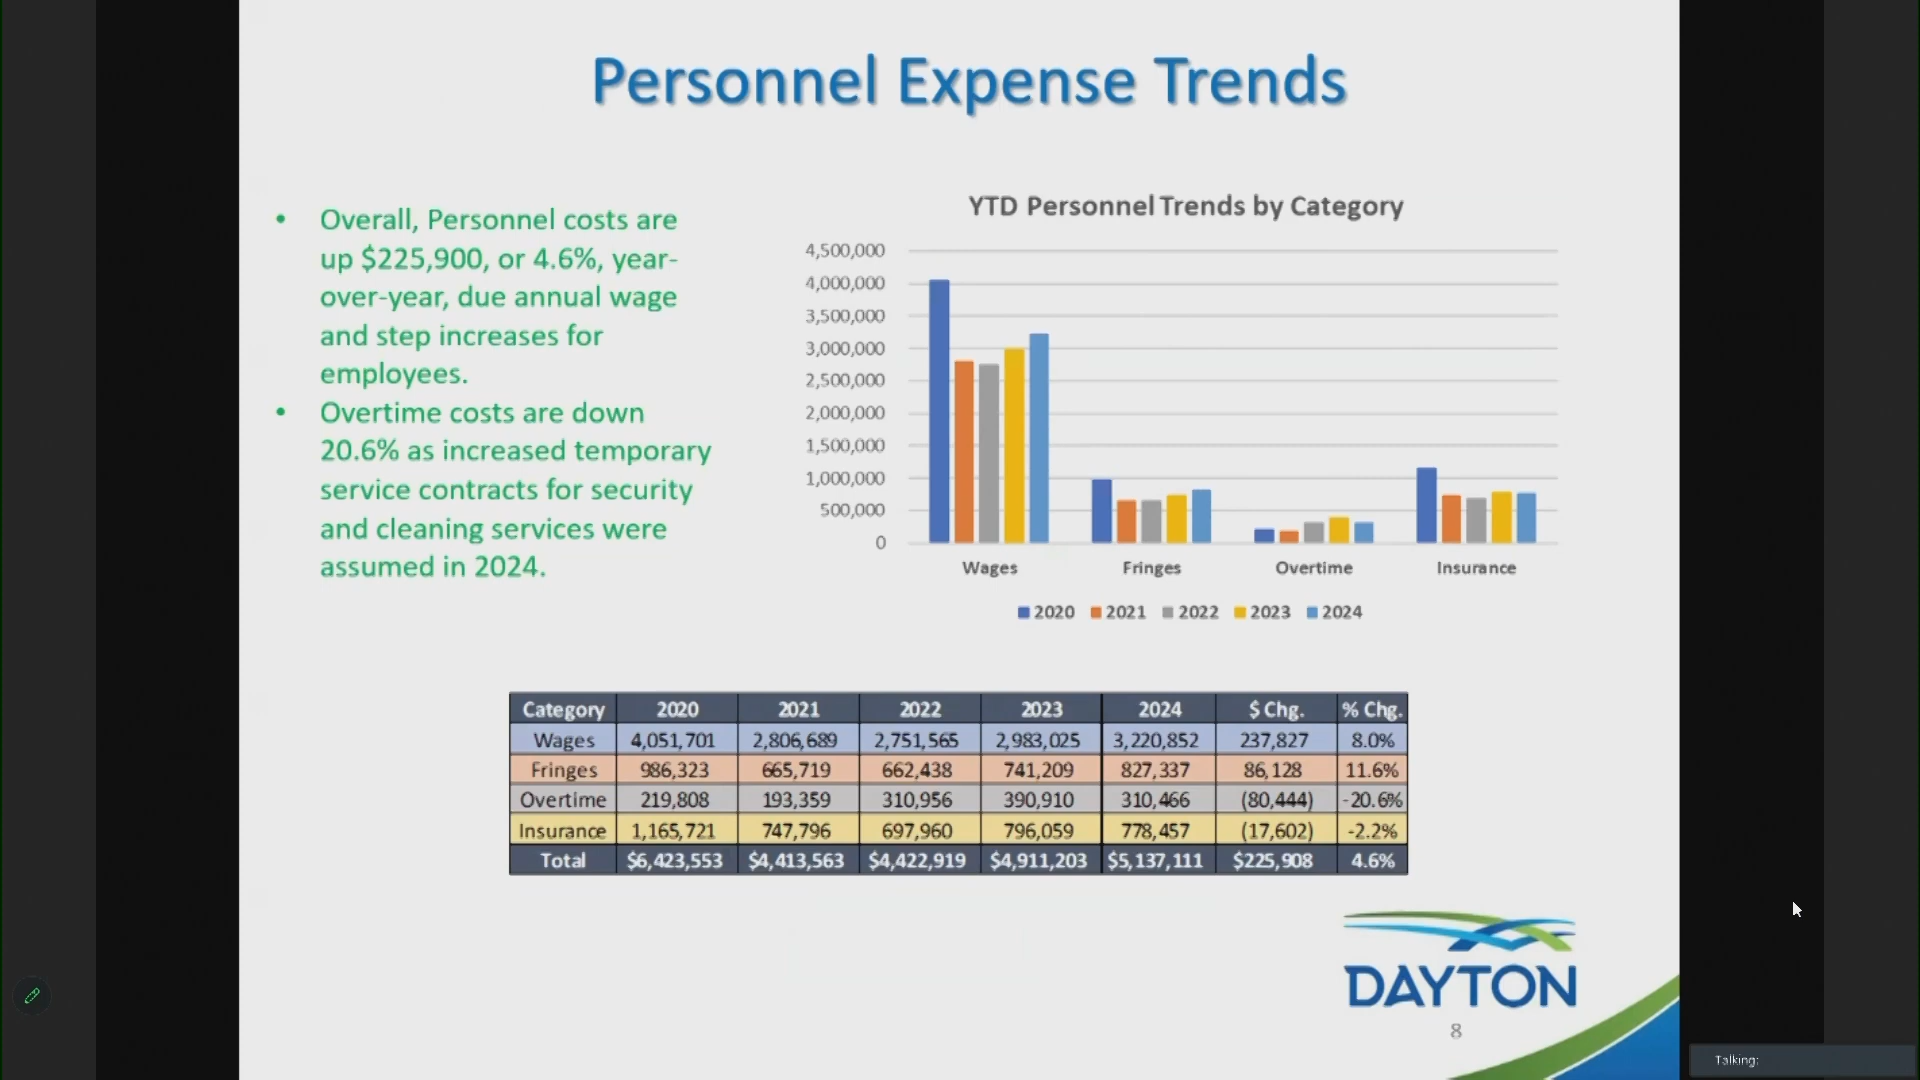 Personnel Expense Trends
• Overall, Personnel costs are
up $225,900, or 4.6%, year-
over-year, due annual wage
and step increases for
employees.
• Overtime costs are down
20.6% as increased temporary
service contracts for security
and cleaning services were
assumed in 2024.
YTD Personnel Trends by Category
4,500,000
4,000,000
3,500,000
3,000,000
2,500,000
2,000,000
1,500,000
1,000,000
500,000
0
Wages Fringes Overtime Insurance
2020 2021 2022 2023 2024
Category 2020 2021 2022 2023 2024 $ Chg. % Chg.
Wages 4,051,701 2,806,689 2,751,565 2,983,025 3,220,852 237,827 8.0%
Fringes 986,323 665,719 662,438 741,209 827,337 86,128 11.6%
Overtime 219,808 193,359 310,956 390,910 310,466 (80,444) -20.6%
Insurance 1,165,721 747,796 697,960 796,059 778,457 (17,602) -2.2%
Total $6,423,553 $4,413,563 $4,422,919 $4,911,203 $5,137,111 $225,908 4.6%
DAYTON
8
Talking: